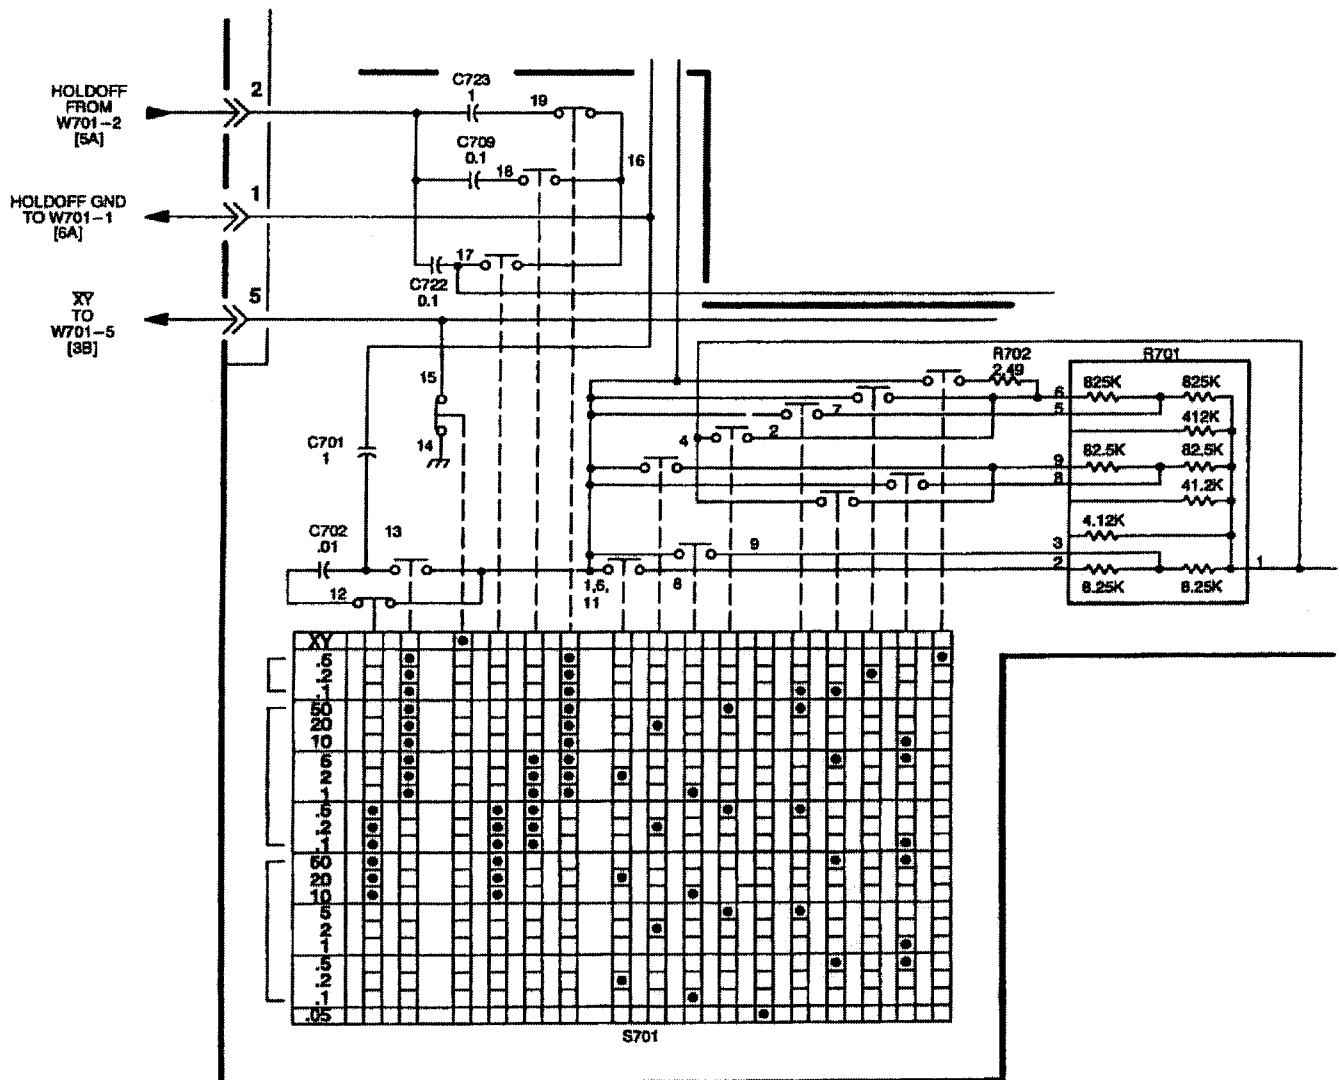 HOLDOFF
FROM
W701-2
[5A]
2
C723
1
19
C709
0.1
18
16
HOLDOFF GND
TO W701-1
[6A]
1
17
C722
0.1
XY
TO
W701-5
[3B]
5
15
14
C701
1
C702
.01
13
12
R702
2.49
R701
6
5
7
2
4
9
8
9
3
2
1
1,6,
11
8
825K
825K
412K
82.5K
82.5K
41.2K
4.12K
8.25K
8.25K
XY
.5
.2
.1
50
20
10
5
2
1
.5
.2
.1
50
20
10
5
2
1
.5
.2
.1
.05
S701